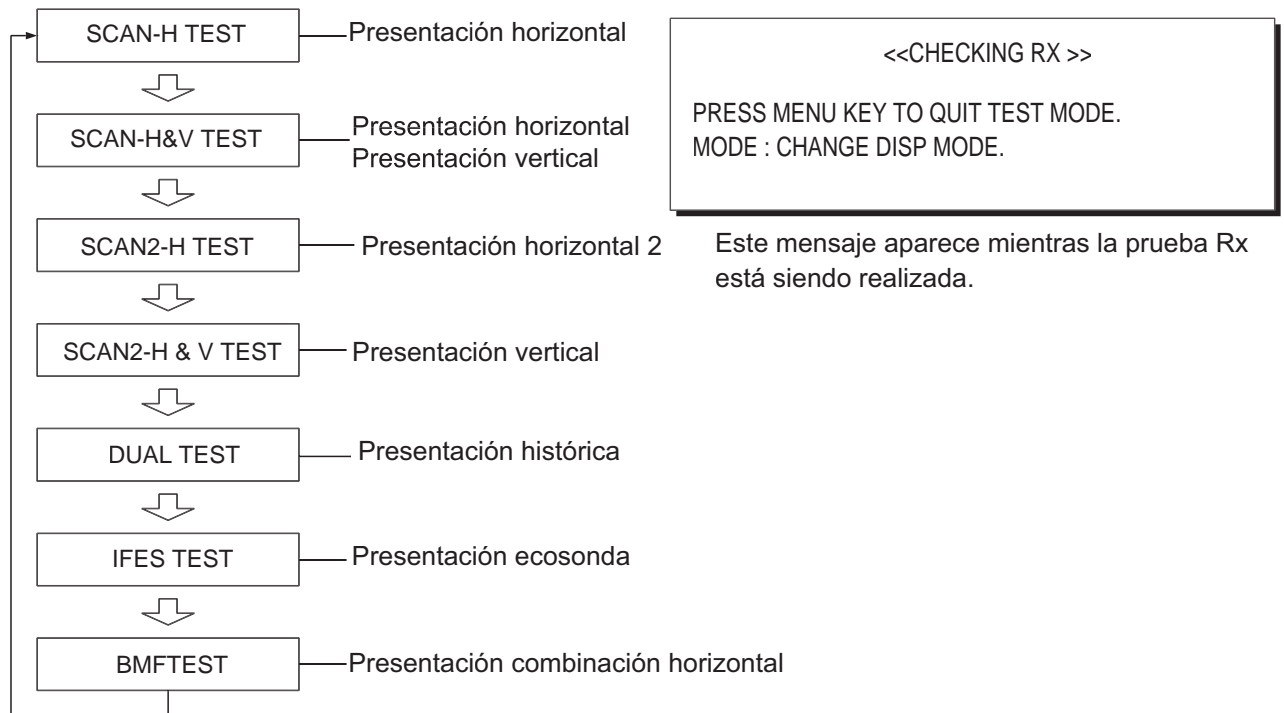 SCAN-H TEST
Presentación horizontal
SCAN-H&V TEST
Presentación horizontal
Presentación vertical
SCAN2-H TEST
Presentación horizontal 2
SCAN2-H & V TEST
Presentación vertical
DUAL TEST
Presentación histórica
IFES TEST
Presentación ecosonda
BMFTEST
Presentación combinación horizontal
<<CHECKING RX >>
PRESS MENU KEY TO QUIT TEST MODE.
MODE : CHANGE DISP MODE.
Este mensaje aparece mientras la prueba Rx
está siendo realizada.